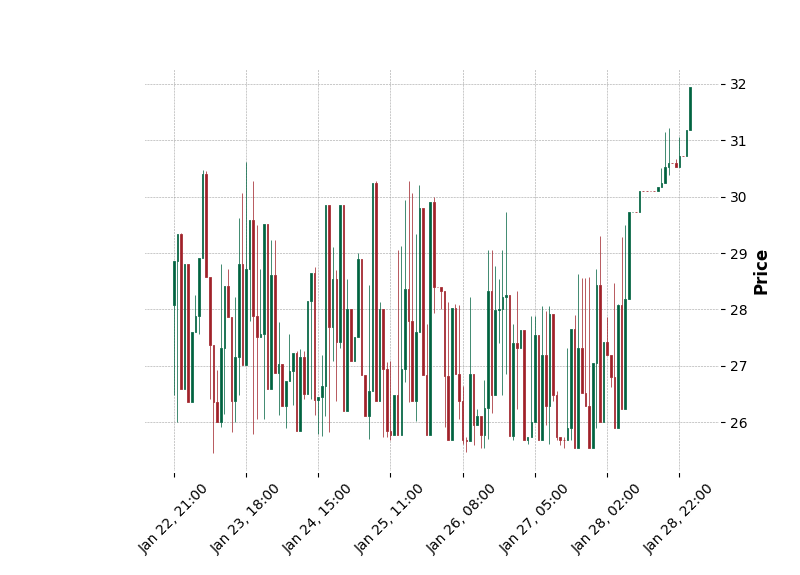 32
31
30
29
28
27
26
Price
Jan 22, 21:00
Jan 23, 18:00
Jan 24, 15:00
Jan 25, 11:00
Jan 26, 08:00
Jan 27, 05:00
Jan 28, 02:00
Jan 28, 22:00